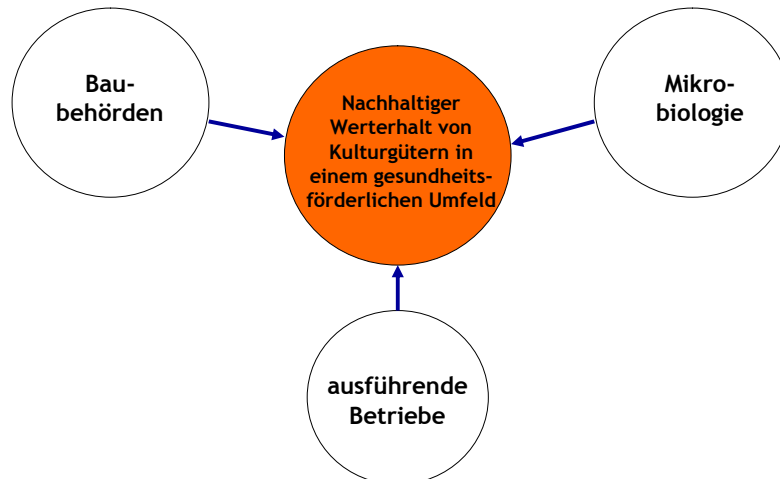 Bau-
behörden
Nachhaltiger
Werterhalt von
Kulturgütern in
einem gesundheits-
förderlichen Umfeld
Mikro-
biologie
ausführende
Betriebe